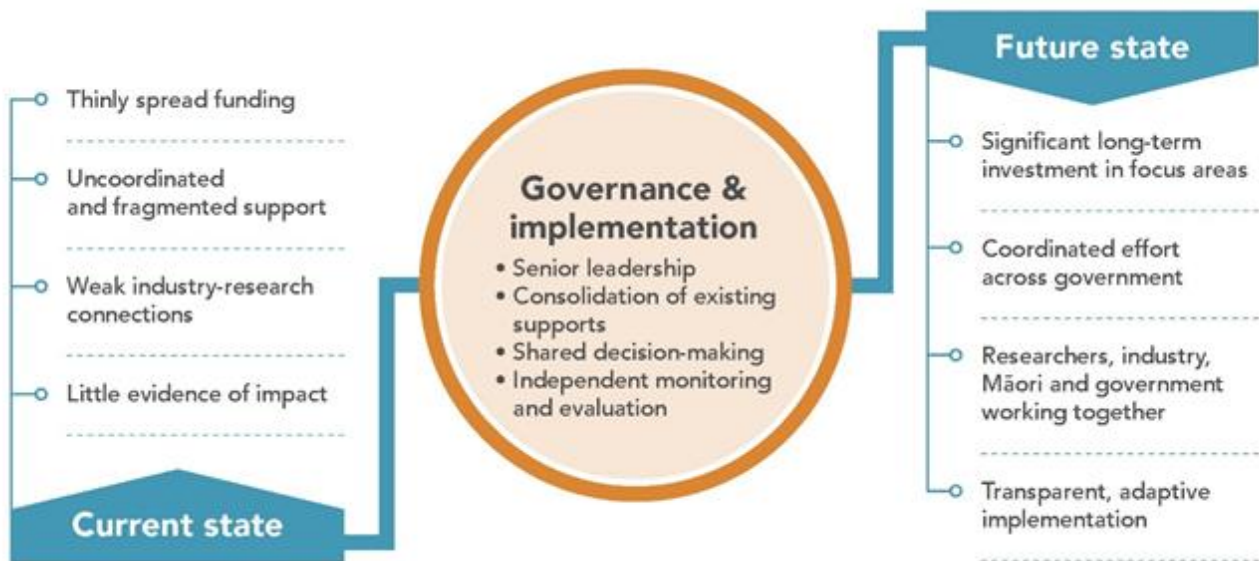 Thinly spread funding
Uncoordinated
and fragmented support
Weak industry-research
connections
Little evidence of impact
Current state
Governance &
implementation
• Senior leadership
• Consolidation of existing
supports
• Shared decision-making
• Independent monitoring
and evaluation
Future state
Significant long-term
investment in focus areas
Coordinated effort
across government
Researchers, industry,
Māori and government
working together
Transparent, adaptive
implementation